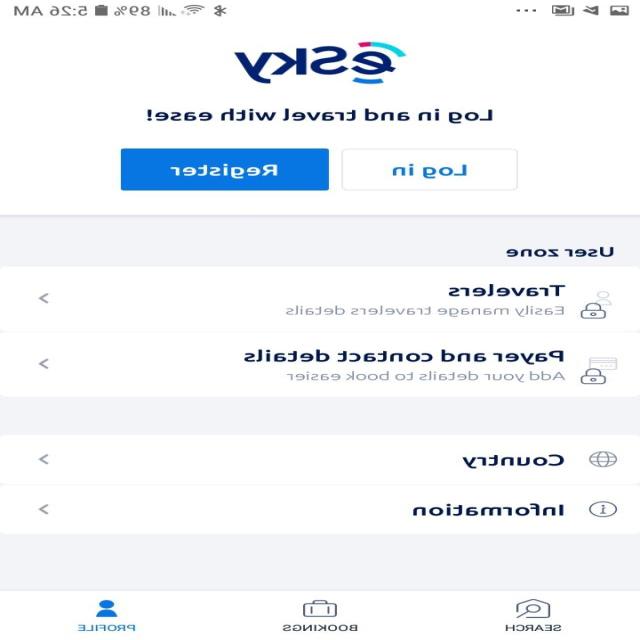 5:26 AM
89%
eSky
Log in and travel with ease!
Log in
Register
User zone
Travelers
Easily manage travelers details
Payer and contact details
Add your details to book easier
Country
Information
SEARCH
BOOKINGS
PROFILE